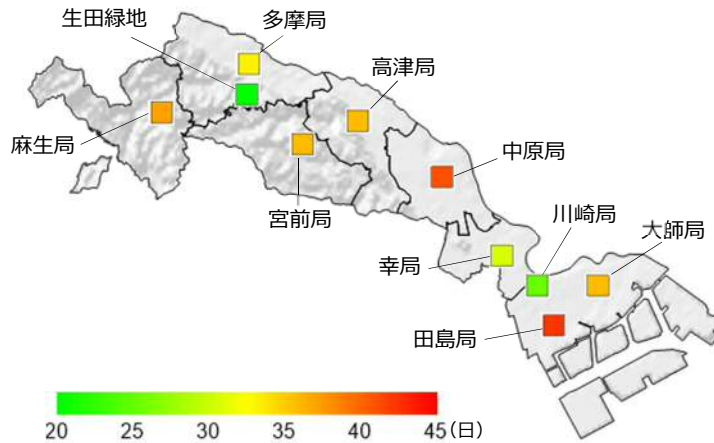 生田緑地
多摩局
高津局
麻生局
中原局
宮前局
川崎局
大師局
幸局
田島局
20 25 30 35 40 45(日)